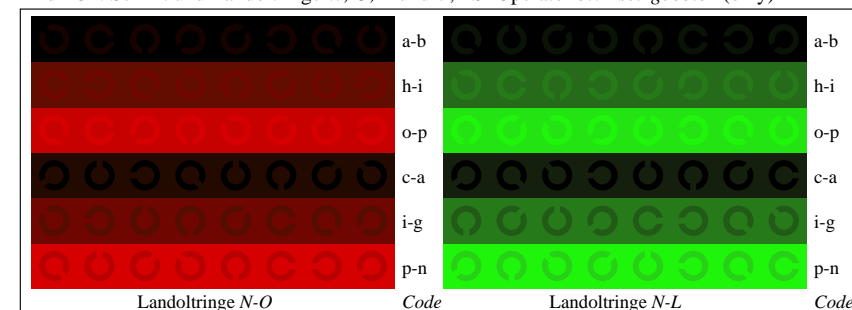 a-b a-b
h-i h-i
o-p o-p
c-a c-a
i-g i-g
p-n p-n
Landoltringe N-O Code Landoltringe N-L Code